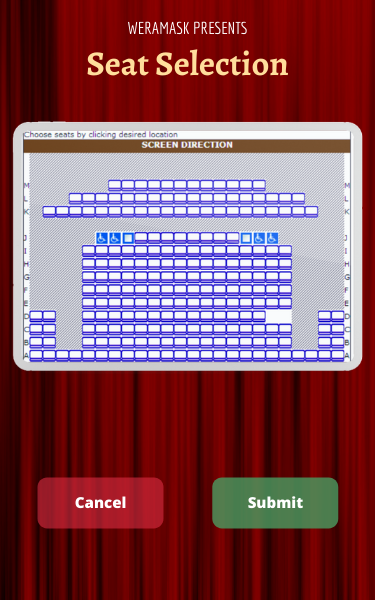 WERAMASK PRESENTS
Seat Selection
Choose seats by clicking desired location
SCREEN DIRECTION
M M
L L
K K
J J
I I
H H
G G
F F
E E
D D
C C
B B
A A
Cancel Submit